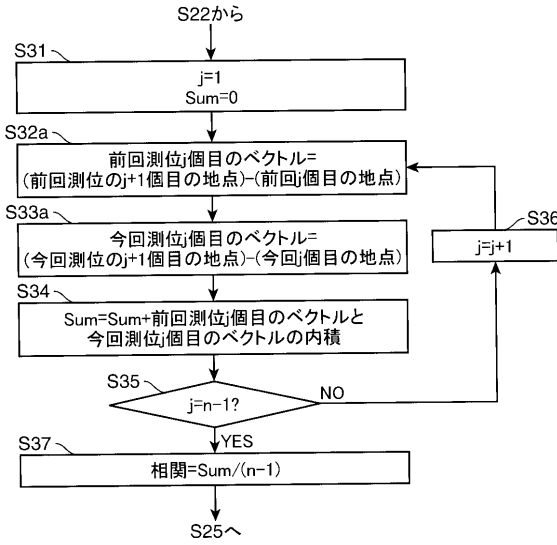 S22から
S31
j=1
Sum=0
S32a
前回測位j個目のベクトル=
(前回測位のj+1個目の地点)-(前回j個目の地点)
S33a
今回測位j個目のベクトル=
(今回測位のj+1個目の地点)-(今回j個目の地点)
S36
j=j+1
S34
Sum=Sum+前回測位j個目のベクトルと
今回測位j個目のベクトルの内積
S35
j=n-1?
NO
YES
S37
相関=Sum/(n-1)
S25へ